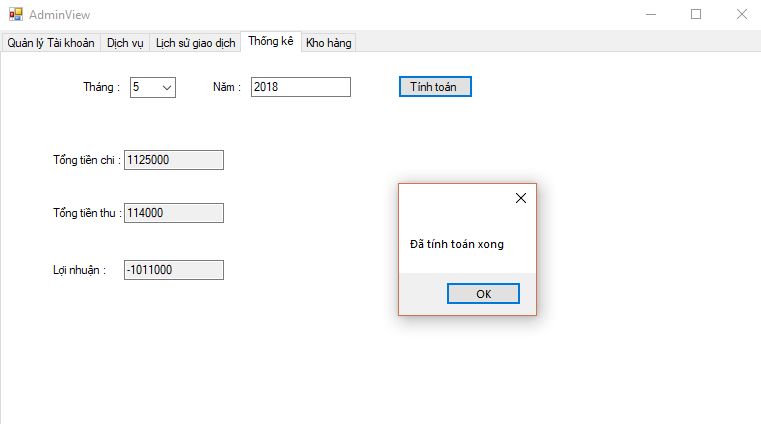 AdminView
Quản lý Tài khoản Dịch vụ Lịch sử giao dịch Thống kê Kho hàng
Tháng : 5 Năm : 2018 Tính toán
Tổng tiền chi : 1125000
Tổng tiền thu : 114000
Đã tính toán xong
Lợi nhuận : -1011000
OK